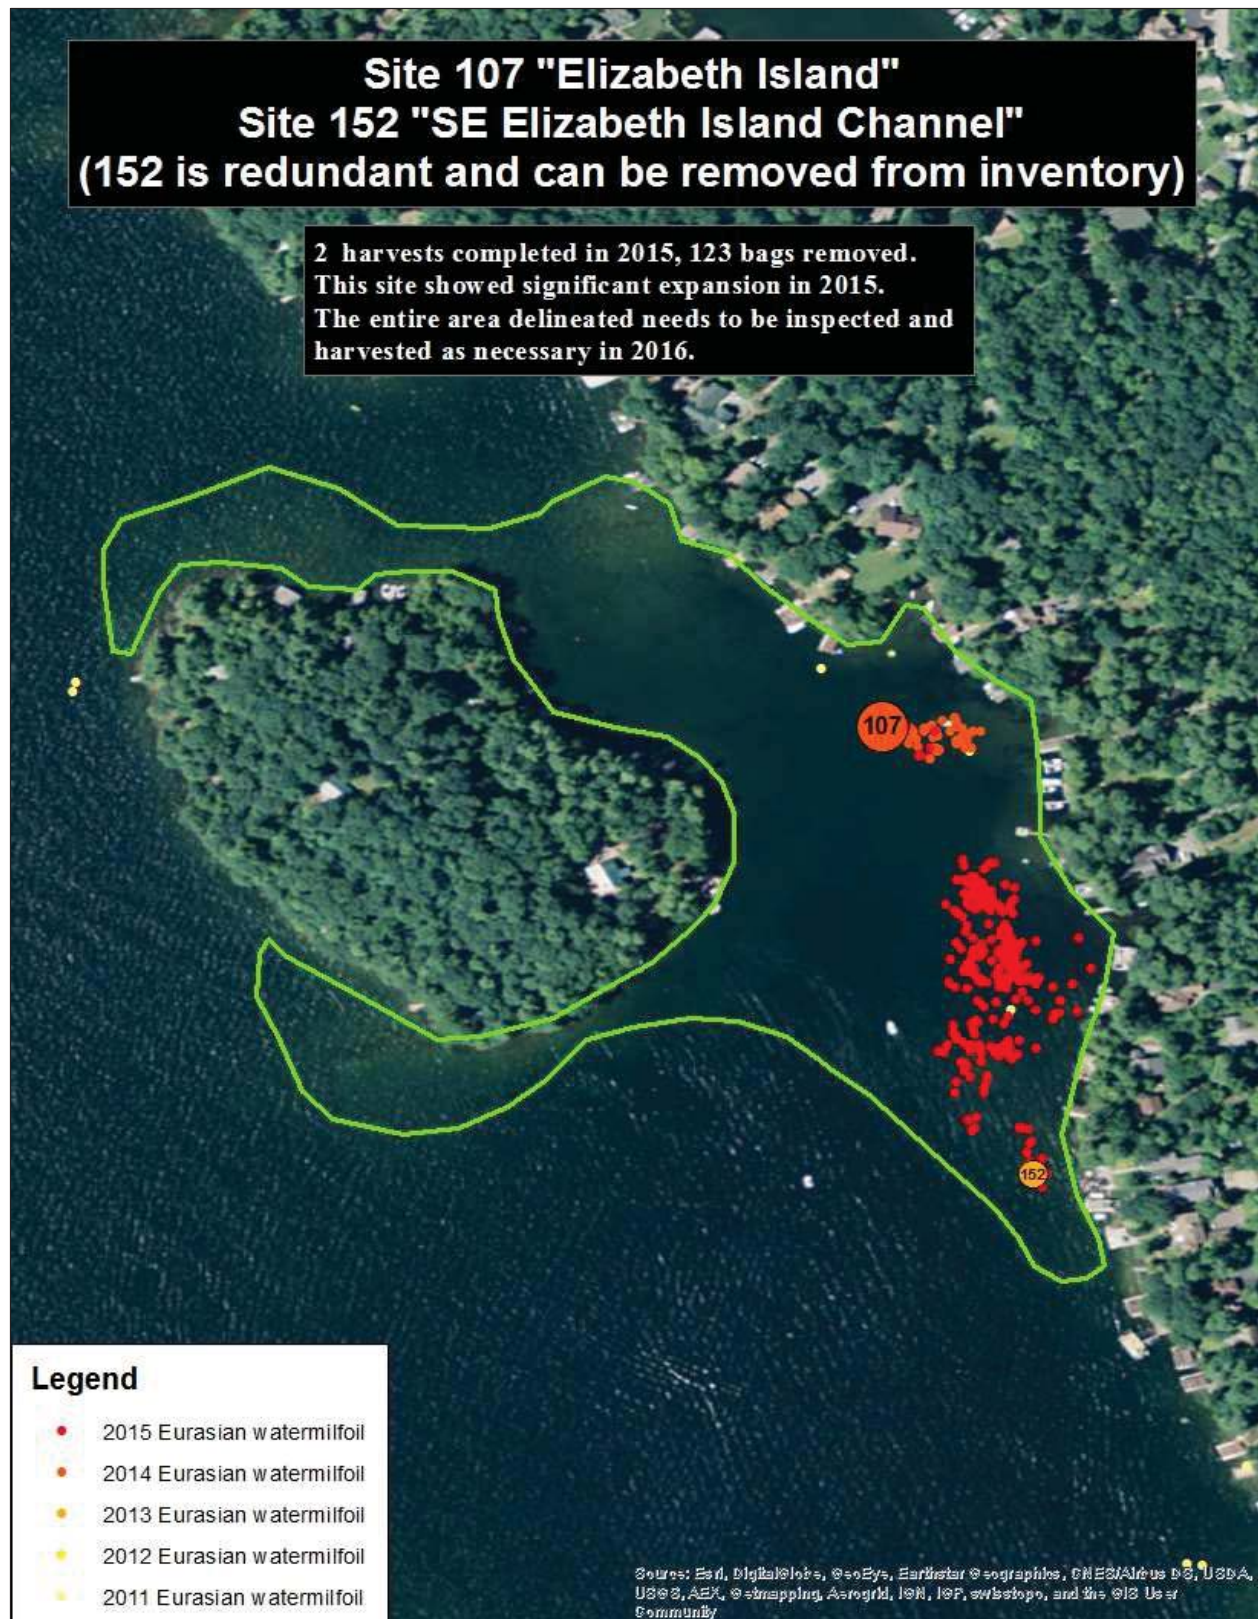 Site 107 "Elizabeth Island"
Site 152 "SE Elizabeth Island Channel"
(152 is redundant and can be removed from inventory)
2 harvests completed in 2015, 123 bags removed.
This site showed significant expansion in 2015.
The entire area delineated needs to be inspected and
harvested as necessary in 2016.
107
152
Legend
2015 Eurasian watermilfoil
2014 Eurasian watermilfoil
2013 Eurasian watermilfoil
2012 Eurasian watermilfoil
2011 Eurasian watermilfoil
Source: Esri, DigitalGlobe, GeoEye, Earthstar Geographics, CNES/Airbus DS, USDA,
USGS, AEX, Getmapping, Aerogrid, IGN, IGP, swisstopo, and the GIS User
Community